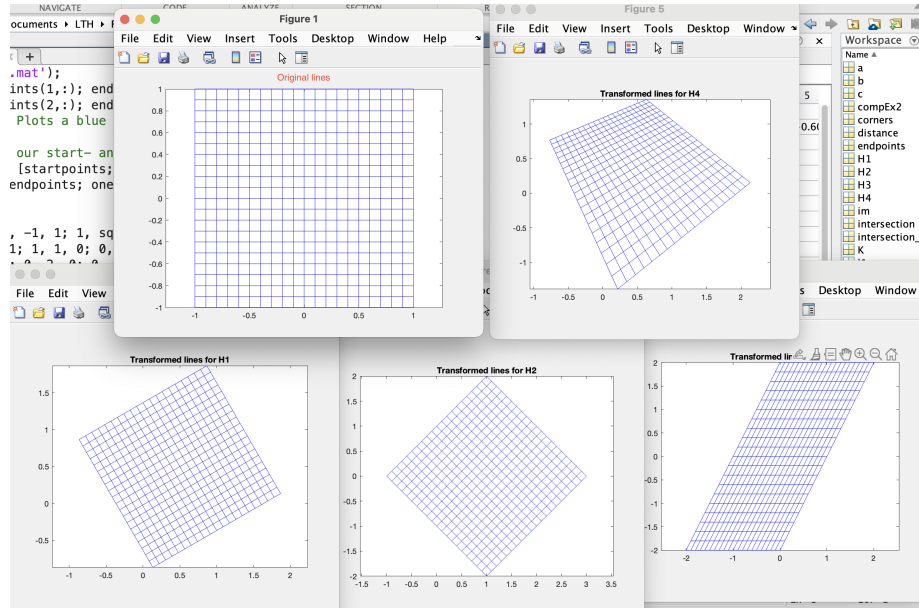 NAVIGATE CODE ANALYZE SECTION
ocuments ▸ LTH ▸
.mat');
ints(1,:); end
ints(2,:); end
Plots a blue
our start- an
[startpoints;
endpoints; one
, -1, 1; 1, sq
1; 1, 1, 0; 0,
Figure 1
File Edit View Insert Tools Desktop Window Help
Original lines
1
0.8
0.6
0.4
0.2
0
-0.2
-0.4
-0.6
-0.8
-1
-1 -0.5 0 0.5 1
Figure 5
File Edit View Insert Tools Desktop Window
Transformed lines for H4
1
0.5
0
-0.5
-1
-1 -0.5 0 0.5 1 1.5 2
5
Workspace
Name
a
b
c
compEx2
corners
distance
endpoints
H1
H2
H3
H4
im
intersection
intersection_
K
File Edit View
Transformed lines for H1
1.5
1
0.5
0
-0.5
-1 -0.5 0 0.5 1 1.5 2
Transformed lines for H2
2
1.5
1
0.5
0
-0.5
-1
-1.5
-2
-1.5 -1 -0.5 0 0.5 1 1.5 2 2.5 3 3.5
s Desktop Window
Transformed
2
1.5
1
0.5
0
-0.5
-1
-1.5
-2
-2 -1 0 1 2